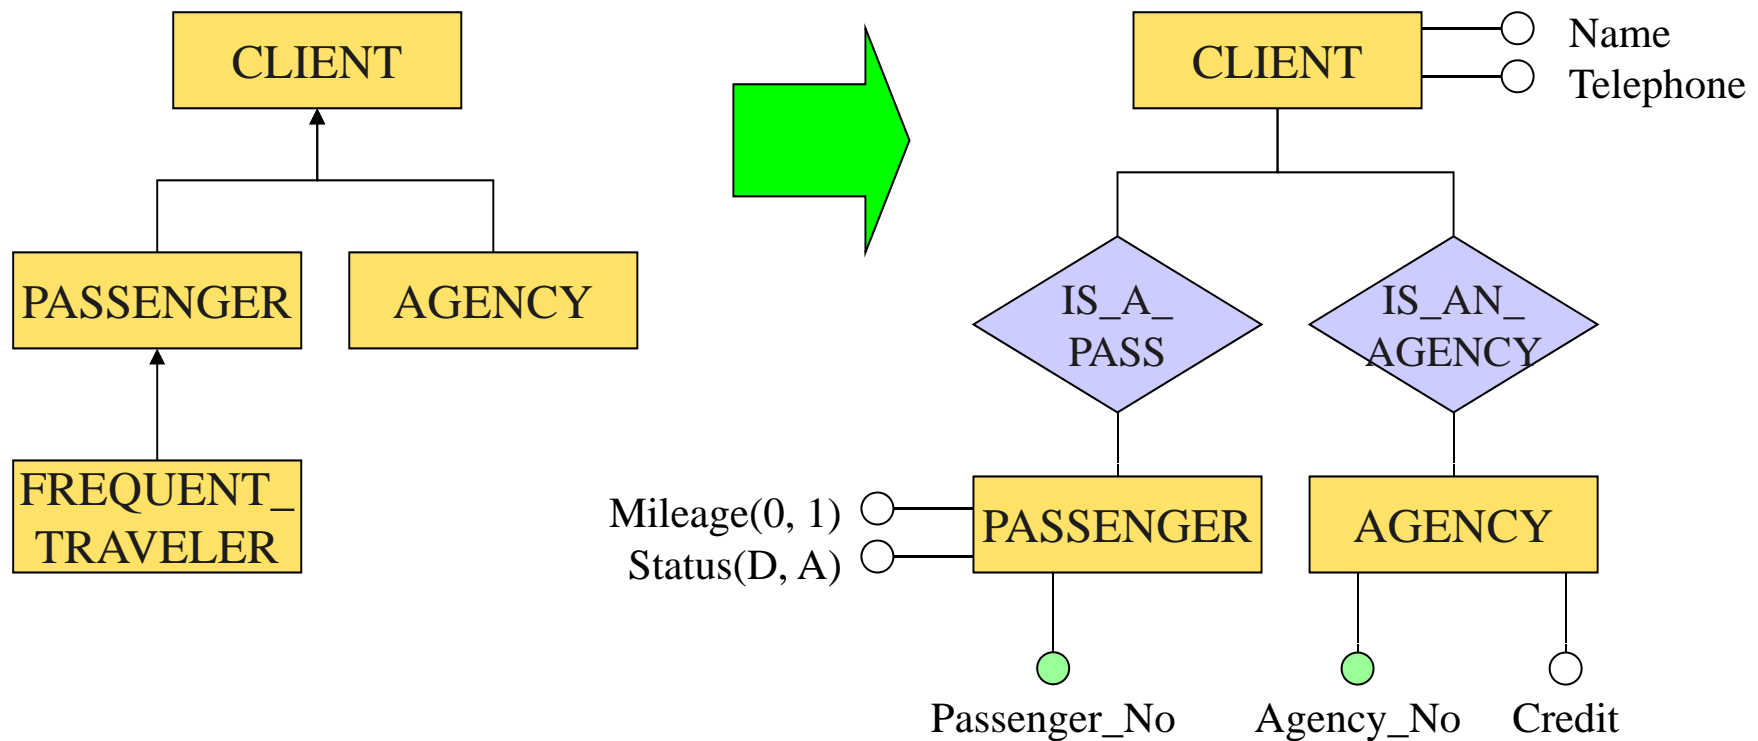 CLIENT
PASSENGER
AGENCY
FREQUENT_
TRAVELER
CLIENT
Name
Telephone
IS_A_
PASS
IS_AN_
AGENCY
Mileage(0, 1)
Status(D, A)
PASSENGER
AGENCY
Passenger_No
Agency_No
Credit